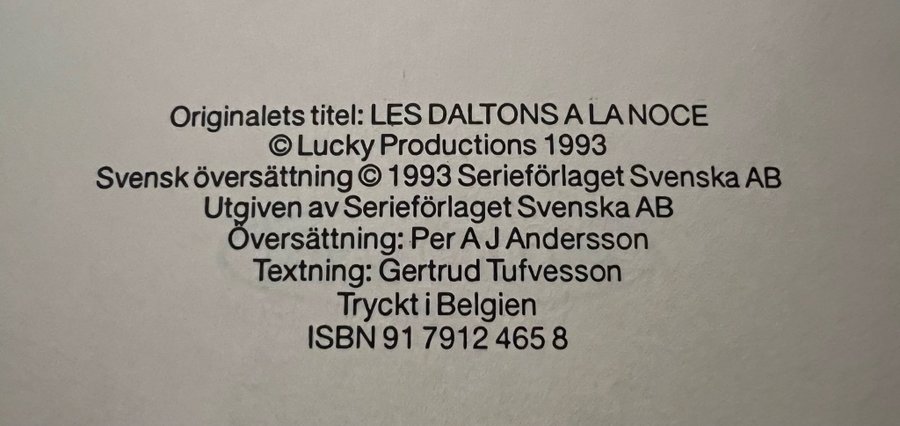 Originalets titel: LES DALTONS A LA NOCE
© Lucky Productions 1993
Svensk översättning © 1993 Serieförlaget Svenska AB
Utgiven av Serieförlaget Svenska AB
Översättning: Per A J Andersson
Textning: Gertrud Tufvesson
Tryckt i Belgien
ISBN 91 7912 465 8